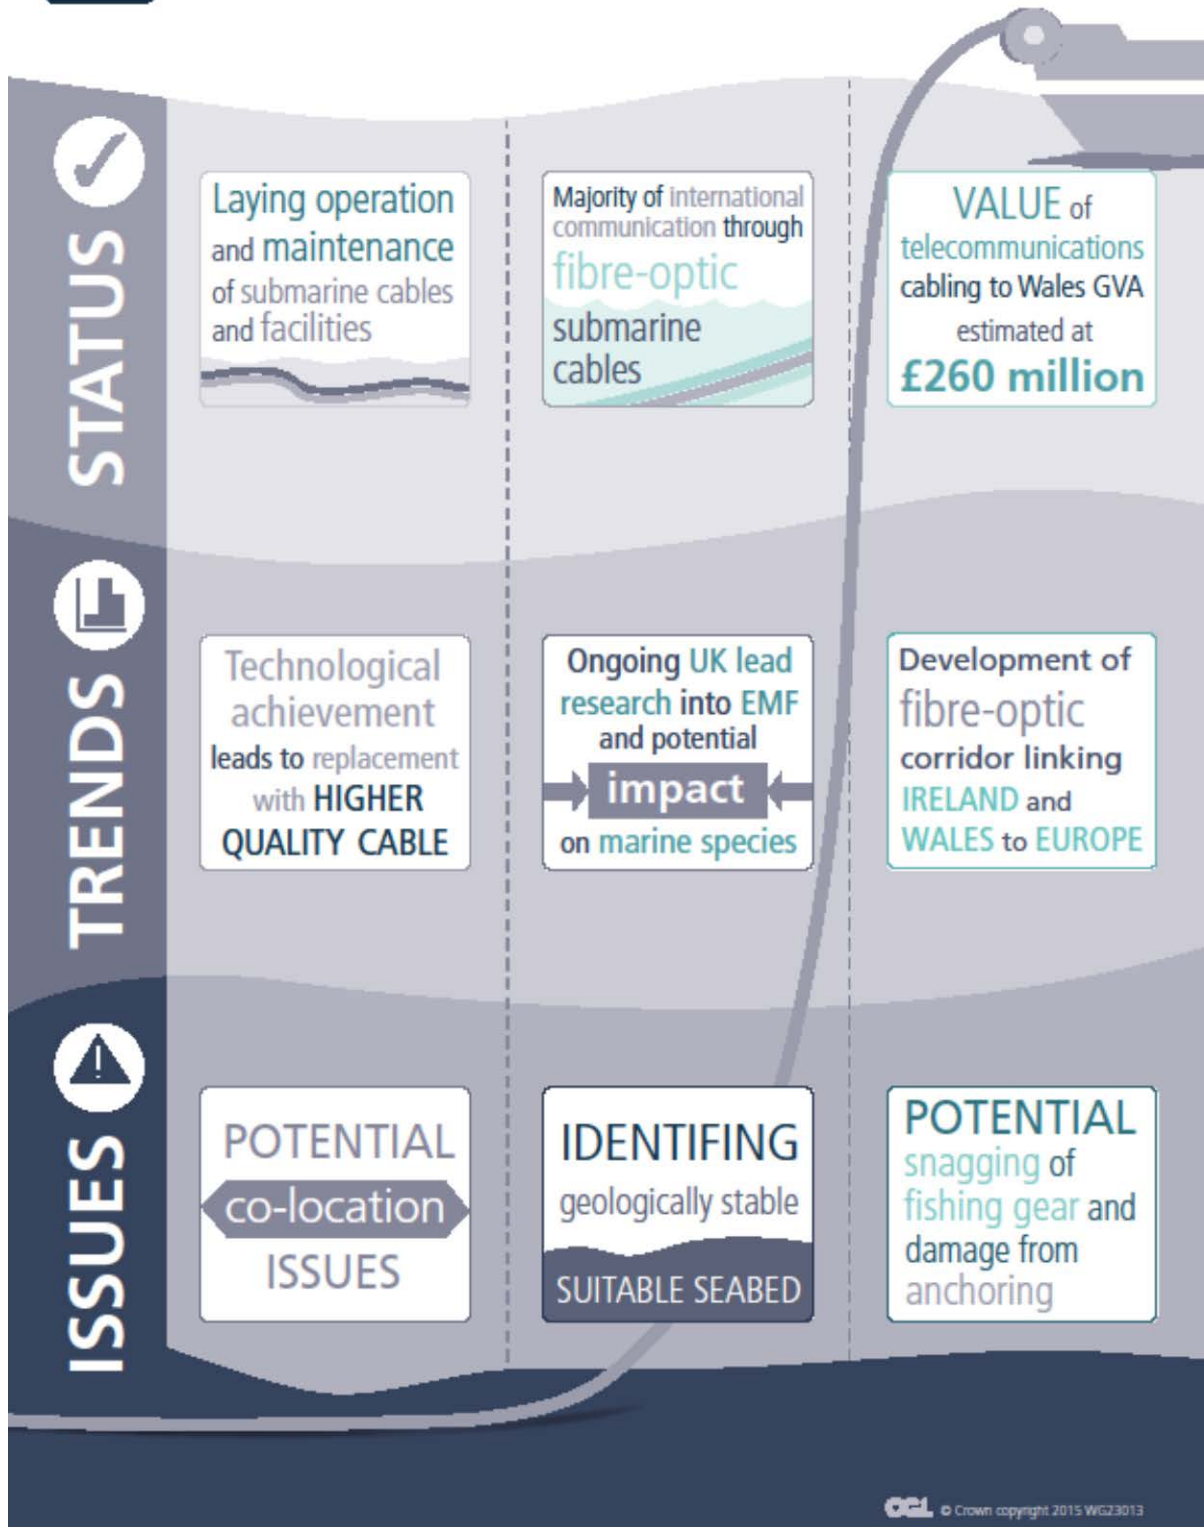 STATUS
Laying operation
and maintenance
of submarine cables
and facilities
Majority of international
communication through
fibre-optic
submarine
cables
VALUE of
telecommunications
cabling to Wales GVA
estimated at
£260 million
TRENDS
Technological
achievement
leads to replacement
with HIGHER
QUALITY CABLE
Ongoing UK lead
research into EMF
and potential
impact
on marine species
Development of
fibre-optic
corridor linking
IRELAND and
WALES to EUROPE
ISSUES
POTENTIAL
co-location
ISSUES
IDENTIFING
geologically stable
SUITABLE SEABED
POTENTIAL
snagging of
fishing gear and
damage from
anchoring
OGL © Crown copyright 2015 WG23013